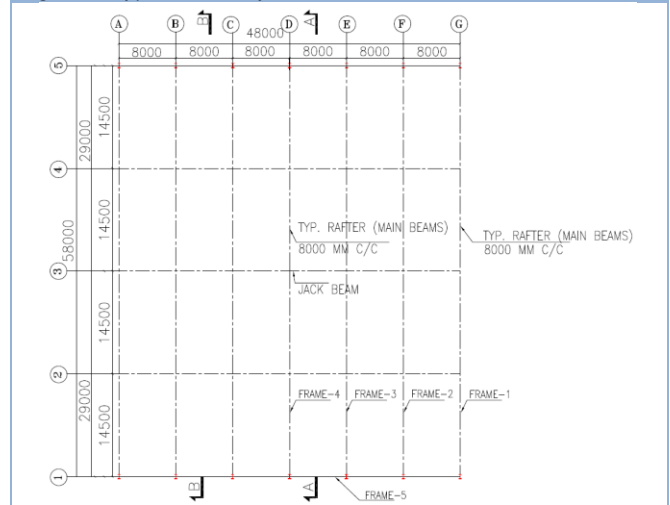 A B C D E F G
B A
48000
8000 8000 8000 8000 8000 8000
5
14500
29000
4
14500
TYP. RAFTER (MAIN BEAMS)
8000 MM C/C
TYP. RAFTER (MAIN BEAMS)
8000 MM C/C
58000
3
JACK BEAM
14500
2
FRAME-4 FRAME-3 FRAME-2 FRAME-1
29000
14500
1
B A
FRAME-5